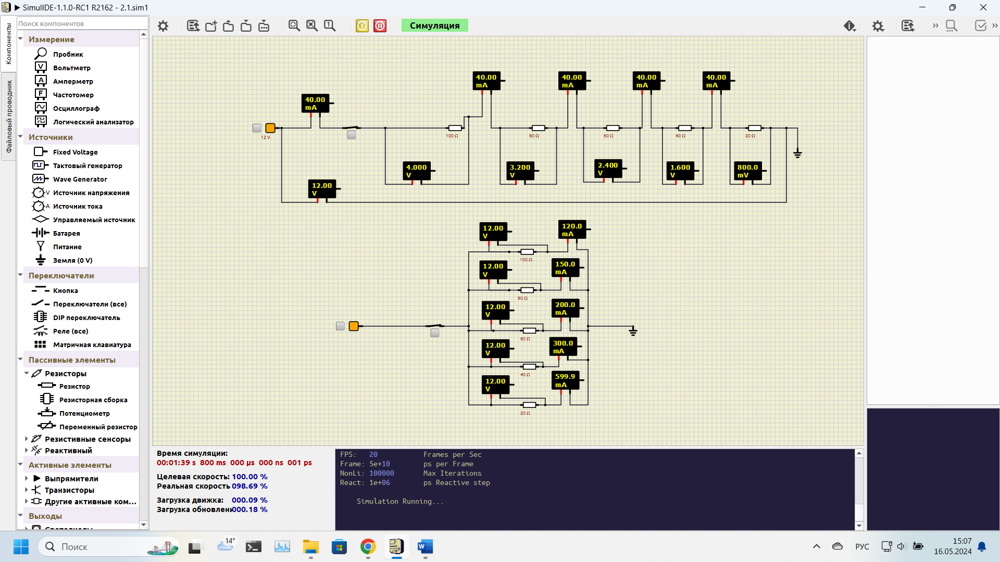 SimulIDE-1.1.0-RC1 R2162 - 2.1.sim1
Компоненты
Файловый проводник
Поиск компонентов
Измерение
Пробник
Вольтметр
Амперметр
Частотомер
Осциллограф
Логический анализатор
Источники
Fixed Voltage
Тактовый генератор
Wave Generator
Источник напряжения
Источник тока
Управляемый источник
Батарея
Питание
Земля (0 V)
Переключатели
Кнопка
Переключатели (все)
DIP переключатель
Реле (все)
Матричная клавиатура
Пассивные элементы
Резисторы
Резистор
Резисторная сборка
Потенциометр
Переменный резистор
Резистивные сенсоры
Реактивный
Активные элементы
Выпрямители
Транзисторы
Другие активные ком...
Выходы
Симуляция
40.00
mA
40.00
mA
40.00
mA
40.00
mA
40.00
mA
12 V
100 Ω
80 Ω
60 Ω
40 Ω
20 Ω
4.000
V
3.200
V
2.400
V
1.600
V
800.0
mV
12.00
V
12.00
V
120.0
mA
100 Ω
12.00
V
150.0
mA
80 Ω
12.00
V
200.0
mA
60 Ω
12.00
V
300.0
mA
40 Ω
12.00
V
599.9
mA
20 Ω
Время симуляции:
00:01:39 s 800 ms 000 µs 000 ns 001 ps
Целевая скорость: 100.00 %
Реальная скорость 098.69 %
Загрузка движка: 000.09 %
Загрузка обновлени 000.18 %
FPS: 20 Frames per Sec
Frame: 5e+10 ps per Frame
NonLi: 100000 Max Iterations
React: 1e+06 ps Reactive step
Simulation Running...
Поиск
14°
РУС
15:07
16.05.2024